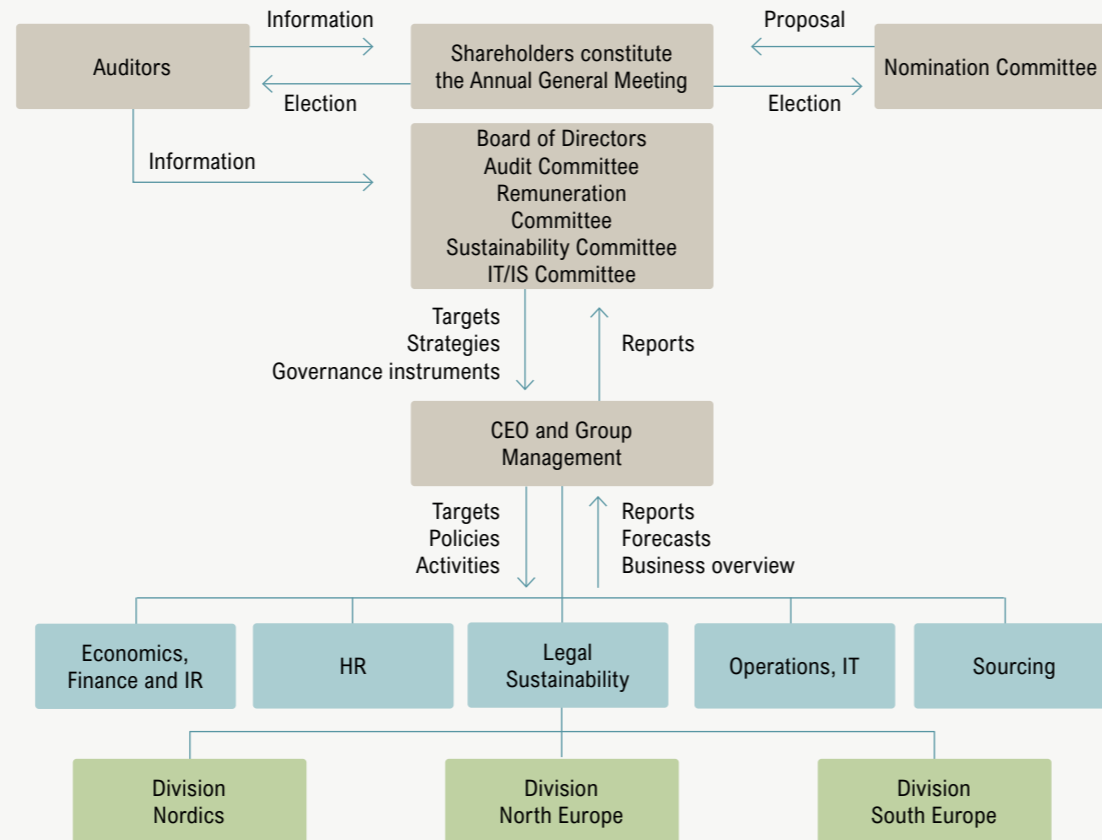 Information
Proposal
Auditors
Shareholders constitute
the Annual General Meeting
Nomination Committee
Election
Election
Information
Board of Directors
Audit Committee
Remuneration
Committee
Sustainability Committee
IT/IS Committee
Targets
Strategies
Governance instruments
Reports
CEO and Group
Management
Targets
Policies
Activities
Reports
Forecasts
Business overview
Economics,
Finance and IR
HR
Legal
Sustainability
Operations, IT
Sourcing
Division
Nordics
Division
North Europe
Division
South Europe